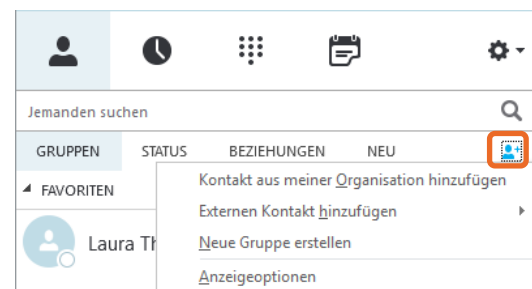 Jemanden suchen
GRUPPEN STATUS BEZIEHUNGEN NEU
FAVORITEN
Kontakt aus meiner Organisation hinzufügen
Externen Kontakt hinzufügen
Laura
Neue Gruppe erstellen
Anzeigeoptionen